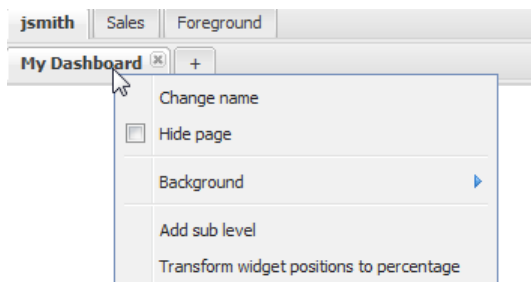 jsmith Sales Foreground
My Dashboard +
Change name
Hide page
Background
Add sub level
Transform widget positions to percentage